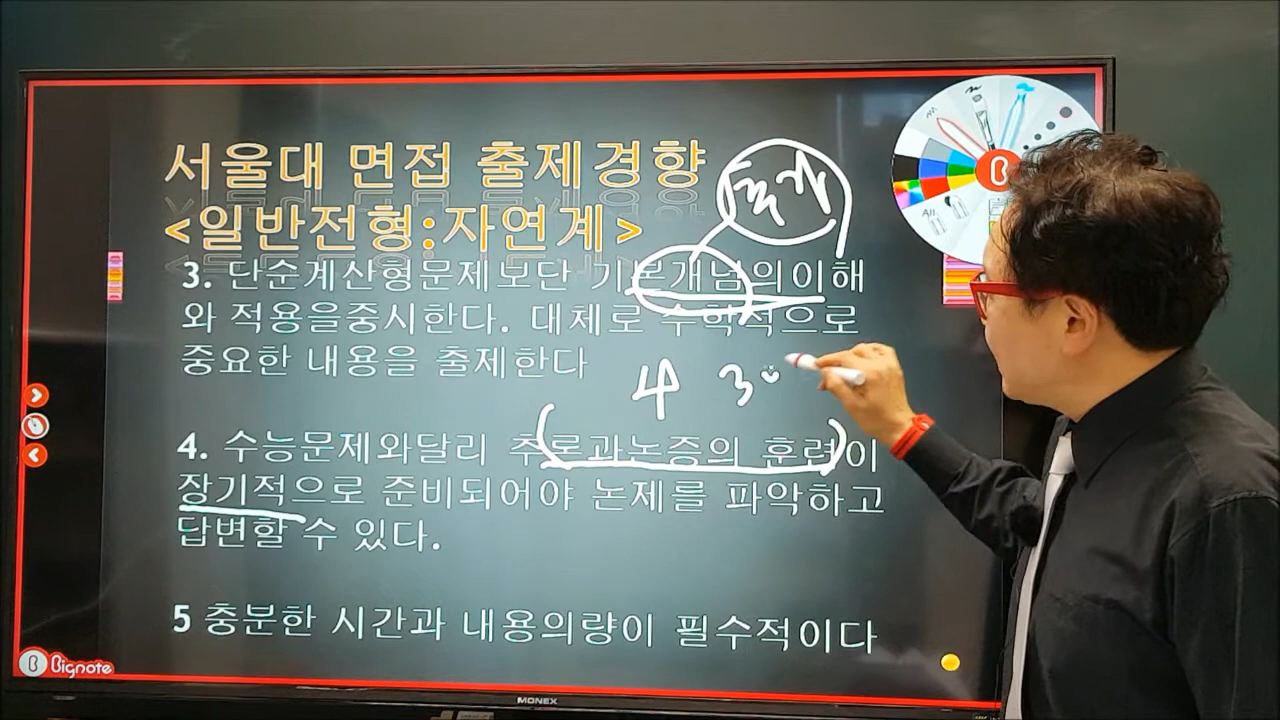 서울대 면접 출제경향
<일반전형:자연계>
3. 단순계산형문제보단 기본개념의이해
와 적용을중시한다. 대체로 수학적으로
중요한 내용을 출제한다
4 3
4. 수능문제와달리 추론과논증의 훈련이
장기적으로 준비되어야 논제를 파악하고
답변할 수 있다.
5 충분한 시간과 내용의량이 필수적이다
Bignote
MONEX